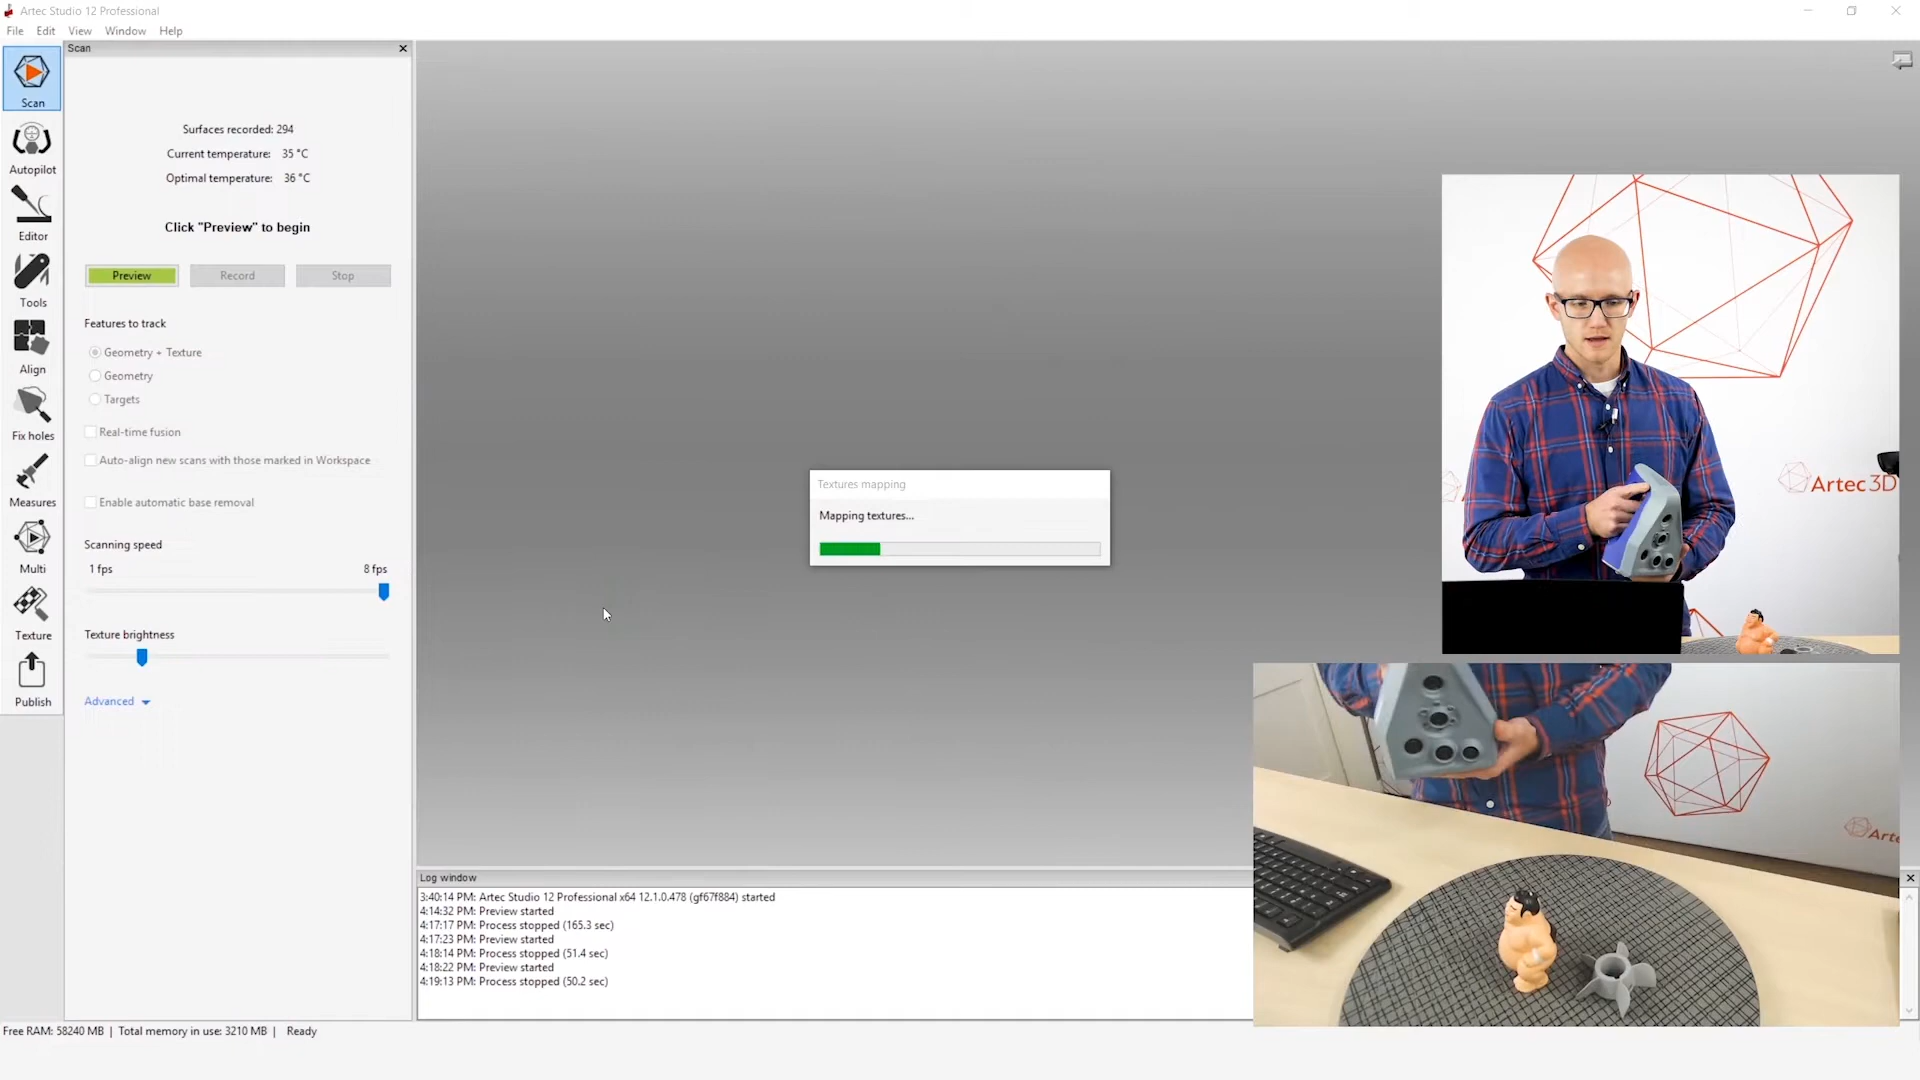 Artec Studio 12 Professional
File Edit View Window Help
Scan
Scan
Autopilot
Editor
Tools
Align
Fix holes
Measures
Multi
Texture
Publish
Surfaces recorded: 294
Current temperature: 35 °C
Optimal temperature: 36 °C
Click "Preview" to begin
Preview Record Stop
Features to track
Geometry + Texture
Geometry
Targets
Real-time fusion
Auto-align new scans with those marked in Workspace
Enable automatic base removal
Scanning speed
1 fps 8 fps
Texture brightness
Advanced
Textures mapping
Mapping textures...
Artec 3D
Artec
Log window
3:40:14 PM: Artec Studio 12 Professional x64 12.1.0.478 (gf67f884) started
4:14:32 PM: Preview started
4:17:17 PM: Process stopped (165.3 sec)
4:17:23 PM: Preview started
4:18:14 PM: Process stopped (51.4 sec)
4:18:22 PM: Preview started
4:19:13 PM: Process stopped (50.2 sec)
Free RAM: 58240 MB | Total memory in use: 3210 MB | Ready